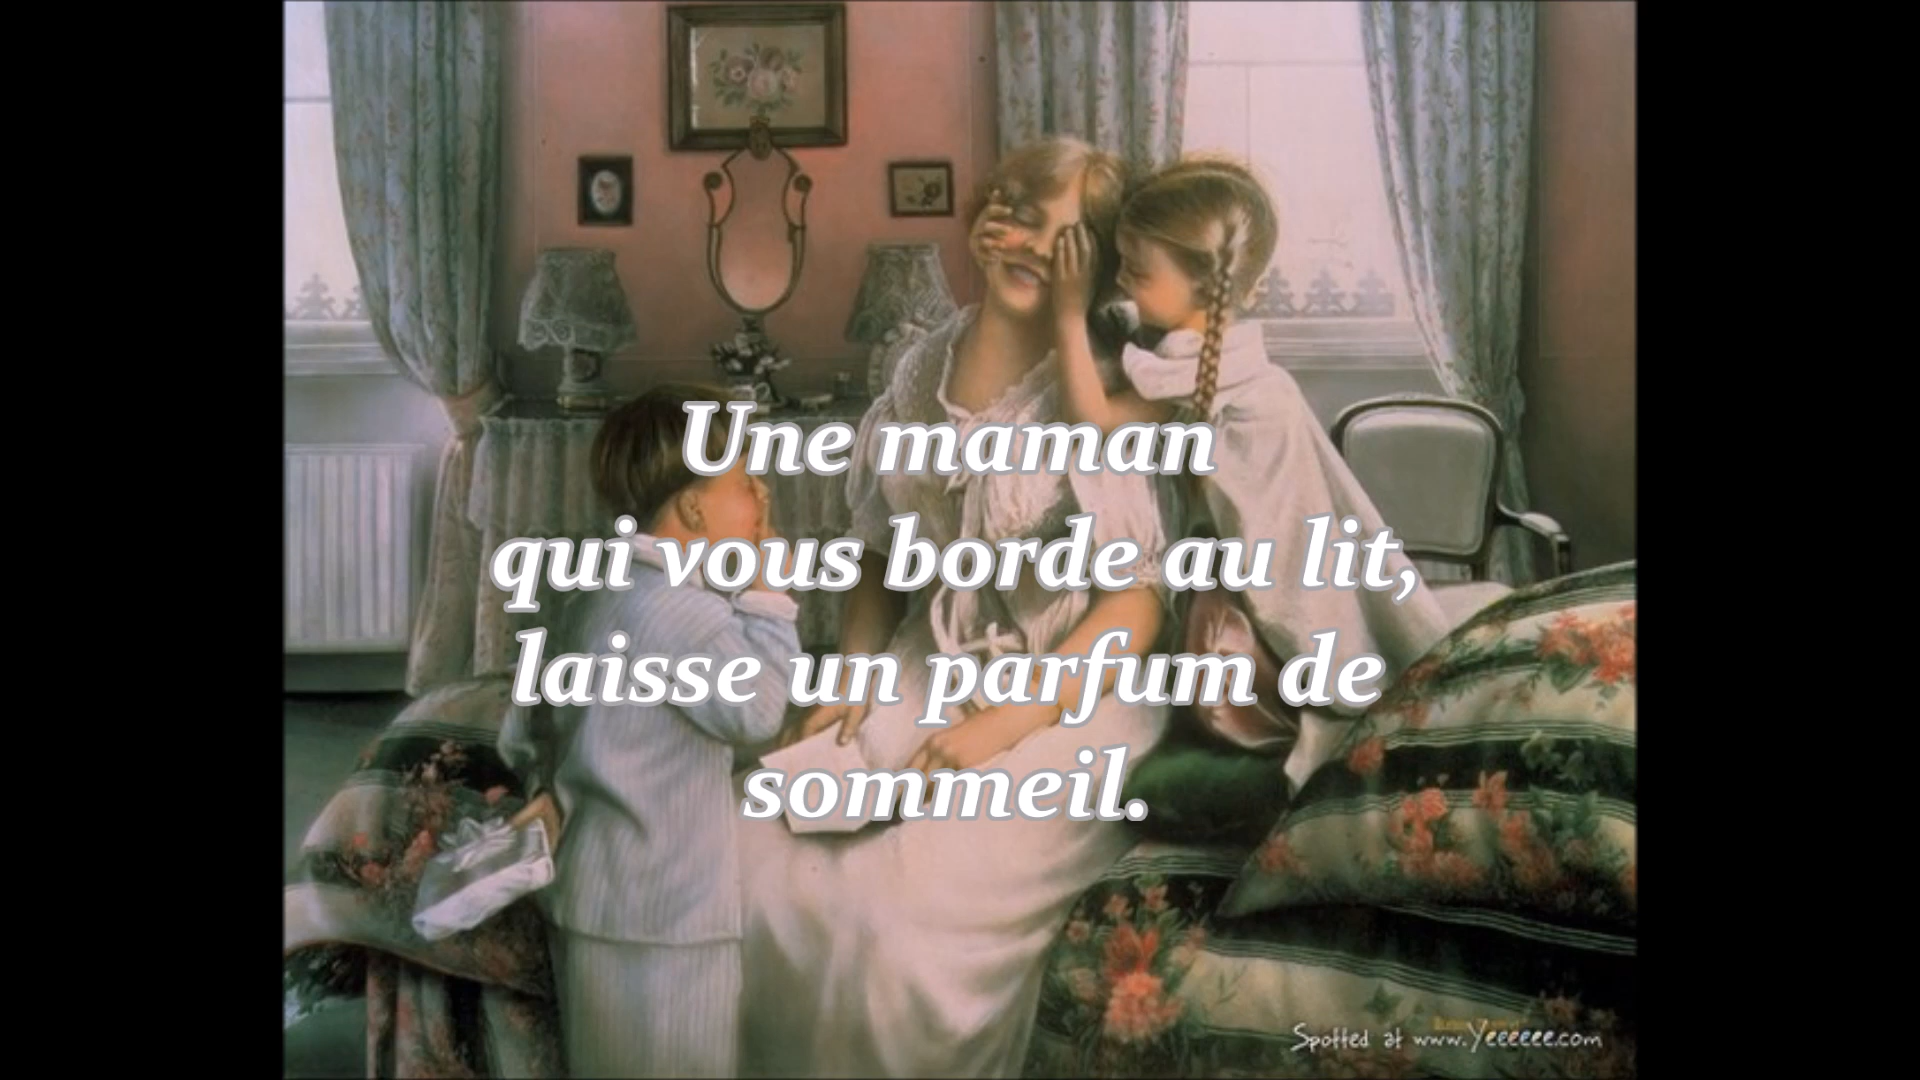 Une maman
qui vous borde au lit,
laisse un parfum de
sommeil.
Spotted at www.Yeeeeee.com